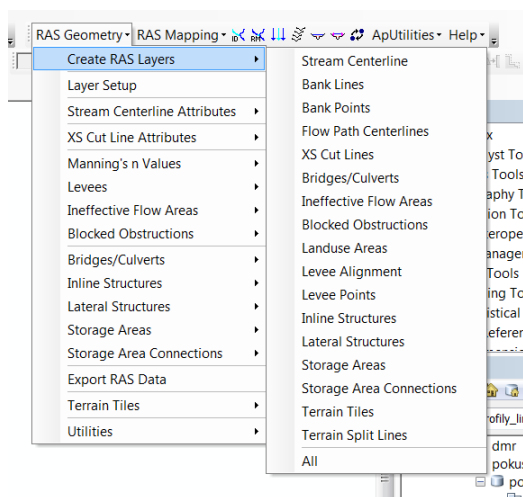 RAS Geometry RAS Mapping ApUtilities Help
Create RAS Layers
Layer Setup
Stream Centerline Attributes
XS Cut Line Attributes
Manning's n Values
Levees
Ineffective Flow Areas
Blocked Obstructions
Bridges/Culverts
Inline Structures
Lateral Structures
Storage Areas
Storage Area Connections
Export RAS Data
Terrain Tiles
Utilities
Stream Centerline
Bank Lines
Bank Points
Flow Path Centerlines
XS Cut Lines
Bridges/Culverts
Ineffective Flow Areas
Blocked Obstructions
Landuse Areas
Levee Alignment
Levee Points
Inline Structures
Lateral Structures
Storage Areas
Storage Area Connections
Terrain Tiles
Terrain Split Lines
All
Tools
Tools
dmr